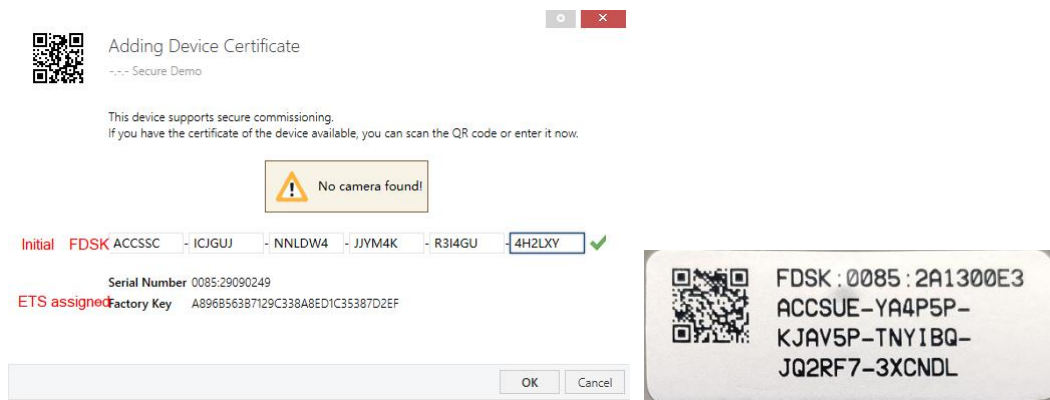 Adding Device Certificate
-.-.- Secure Demo
This device supports secure commissioning.
If you have the certificate of the device available, you can scan the QR code or enter it now.
No camera found!
Initial FDSK ACCSSC - ICJGUJ - NNLDW4 - JJYM4K - R3I4GU - 4H2LXY
Serial Number 0085:29090249
ETS assigned Factory Key A896B563B7129C338A8ED1C35387D2EF
OK Cancel
FDSK:0085:2A1300E3
ACCSUE-YA4P5P-
KJAV5P-TNYIBQ-
JQ2RF7-3XCNDL